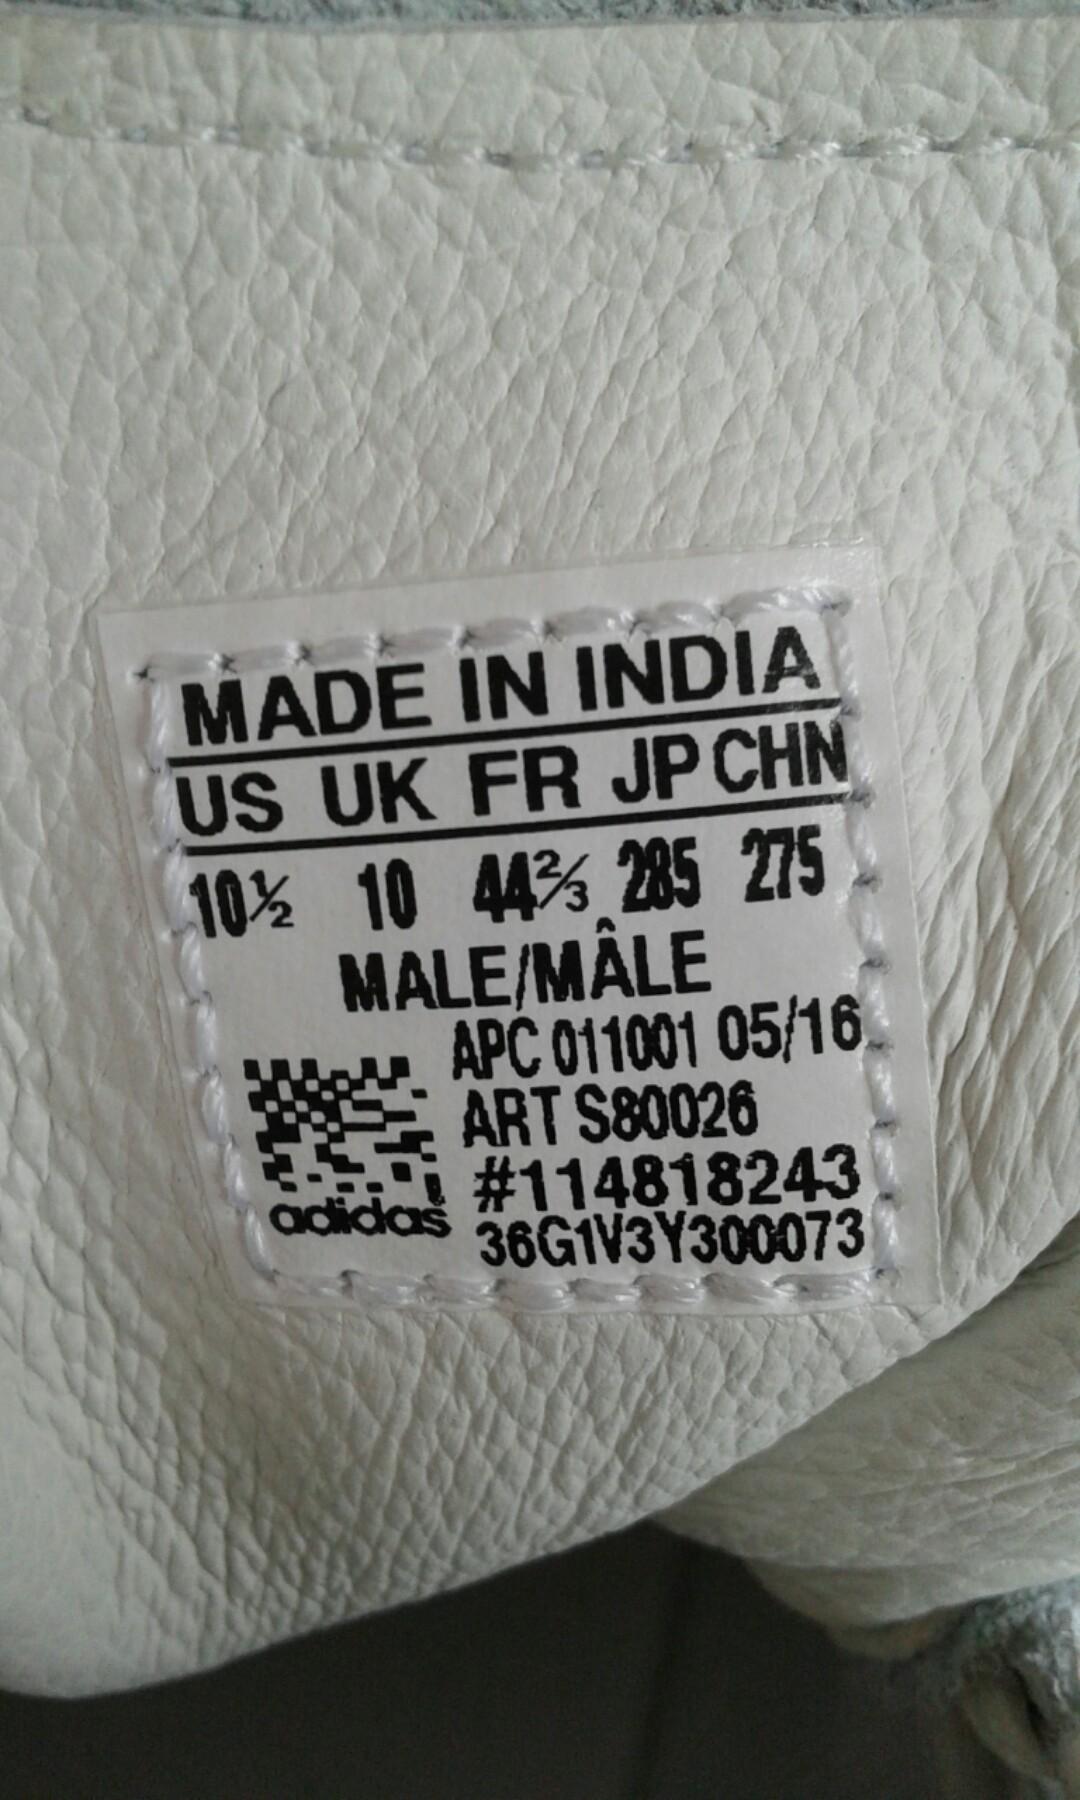 MADE IN INDIA
US UK FR JP CHN
10½ 10 44⅔ 285 275
MALE/MÂLE
APC 011001 05/16
ART S80026
#114818243
adidas
36G1V3Y300073